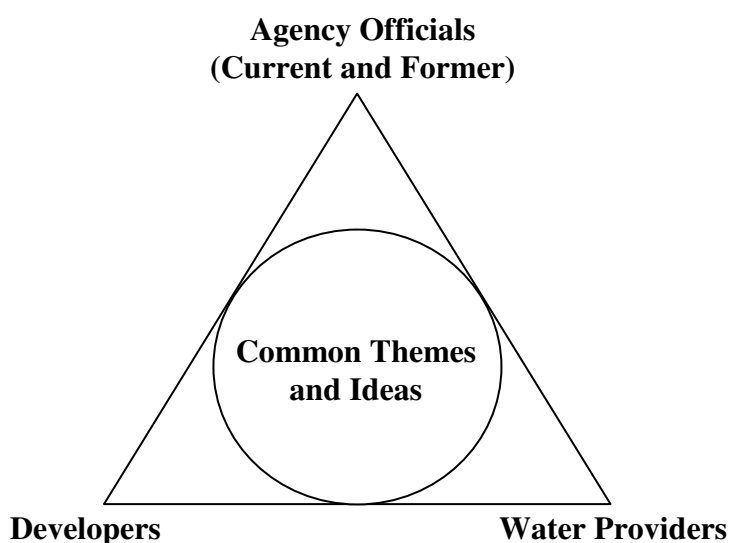 Agency Officials
(Current and Former)
Common Themes
and Ideas
Developers
Water Providers